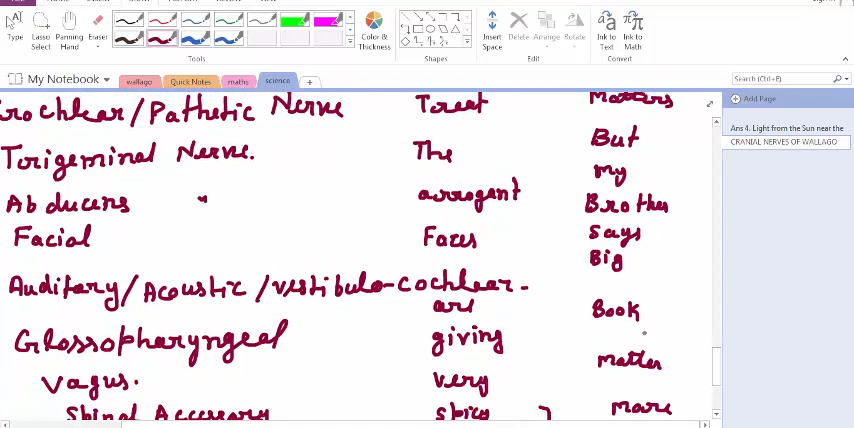 Type
Lasso Select
Panning Hand
Eraser
Color & Thickness
Insert Space
Delete
Arrange
Rotate
Ink to Text
Ink to Math
Tools
Shapes
Edit
Convert
My Notebook
wallago
Quick Notes
maths
science
Search (Ctrl+E)
Add Page
Ans 4. Light from the Sun near the
CRANIAL NERVES OF WALLAGO
Trochlear/Pathetic Nerve Treat Matters
But
Trigeminal Nerve. The
My
Abducens " arrogant Brother
Facial Faces Says
Big
Auditary/Acoustic/vestibulo-cochlear-
are Book
Glossopharyngeal giving
matter
Vagus. very
more
Spinal Accessary spicy